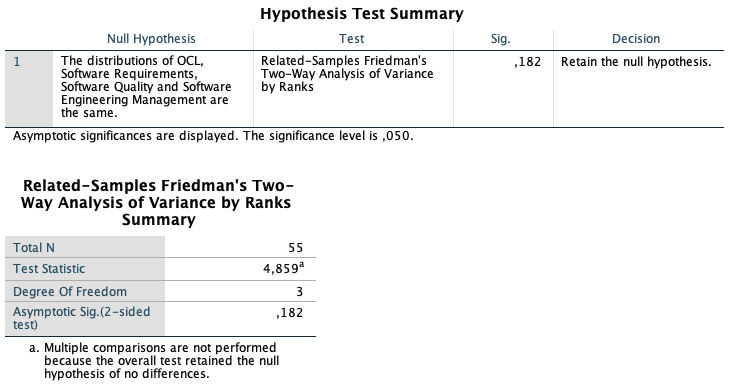 Hypothesis Test Summary
Null Hypothesis Test Sig. Decision
1 The distributions of OCL, Related-Samples Friedman's ,182 Retain the null hypothesis.
Software Requirements, Two-Way Analysis of Variance
Software Quality and Software by Ranks
Engineering Management are
the same.
Asymptotic significances are displayed. The significance level is ,050.
Related-Samples Friedman's Two-
Way Analysis of Variance by Ranks
Summary
Total N 55
Test Statistic 4,859a
Degree Of Freedom 3
Asymptotic Sig.(2-sided ,182
test)
a. Multiple comparisons are not performed
because the overall test retained the null
hypothesis of no differences.